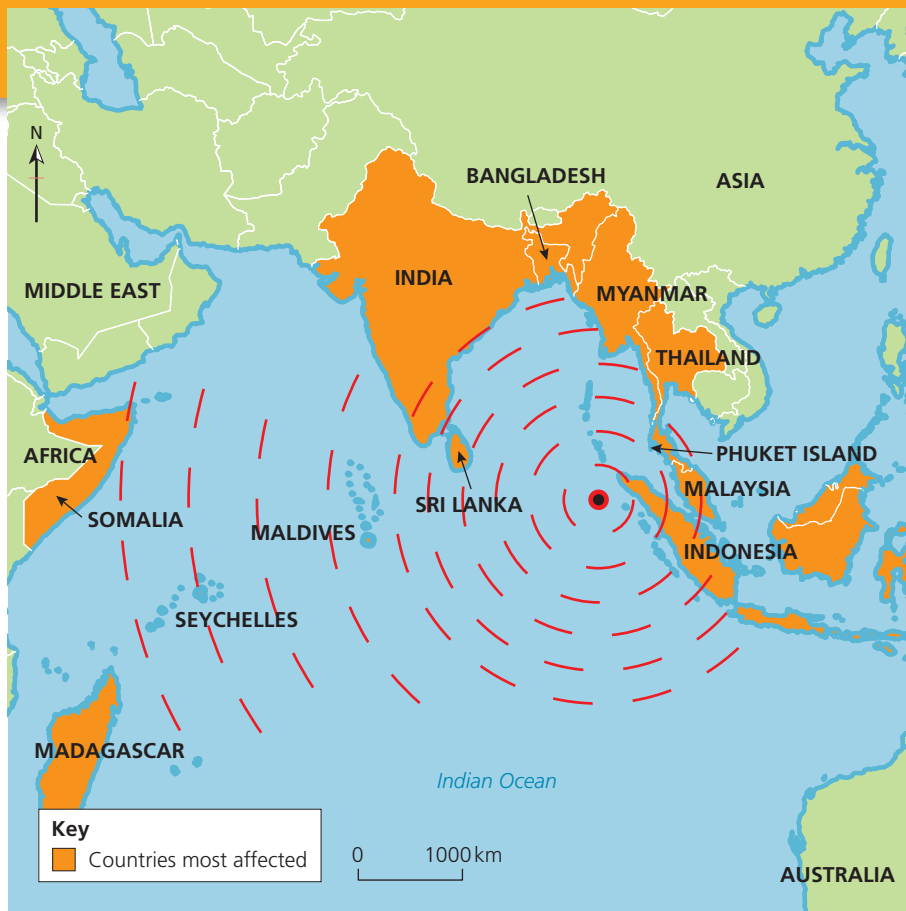 N
BANGLADESH
ASIA
INDIA
MIDDLE EAST
MYANMAR
THAILAND
AFRICA
PHUKET ISLAND
MALAYSIA
SRI LANKA
SOMALIA
MALDIVES
INDONESIA
SEYCHELLES
MADAGASCAR
Indian Ocean
Key
Countries most affected
0 1000 km
AUSTRALIA